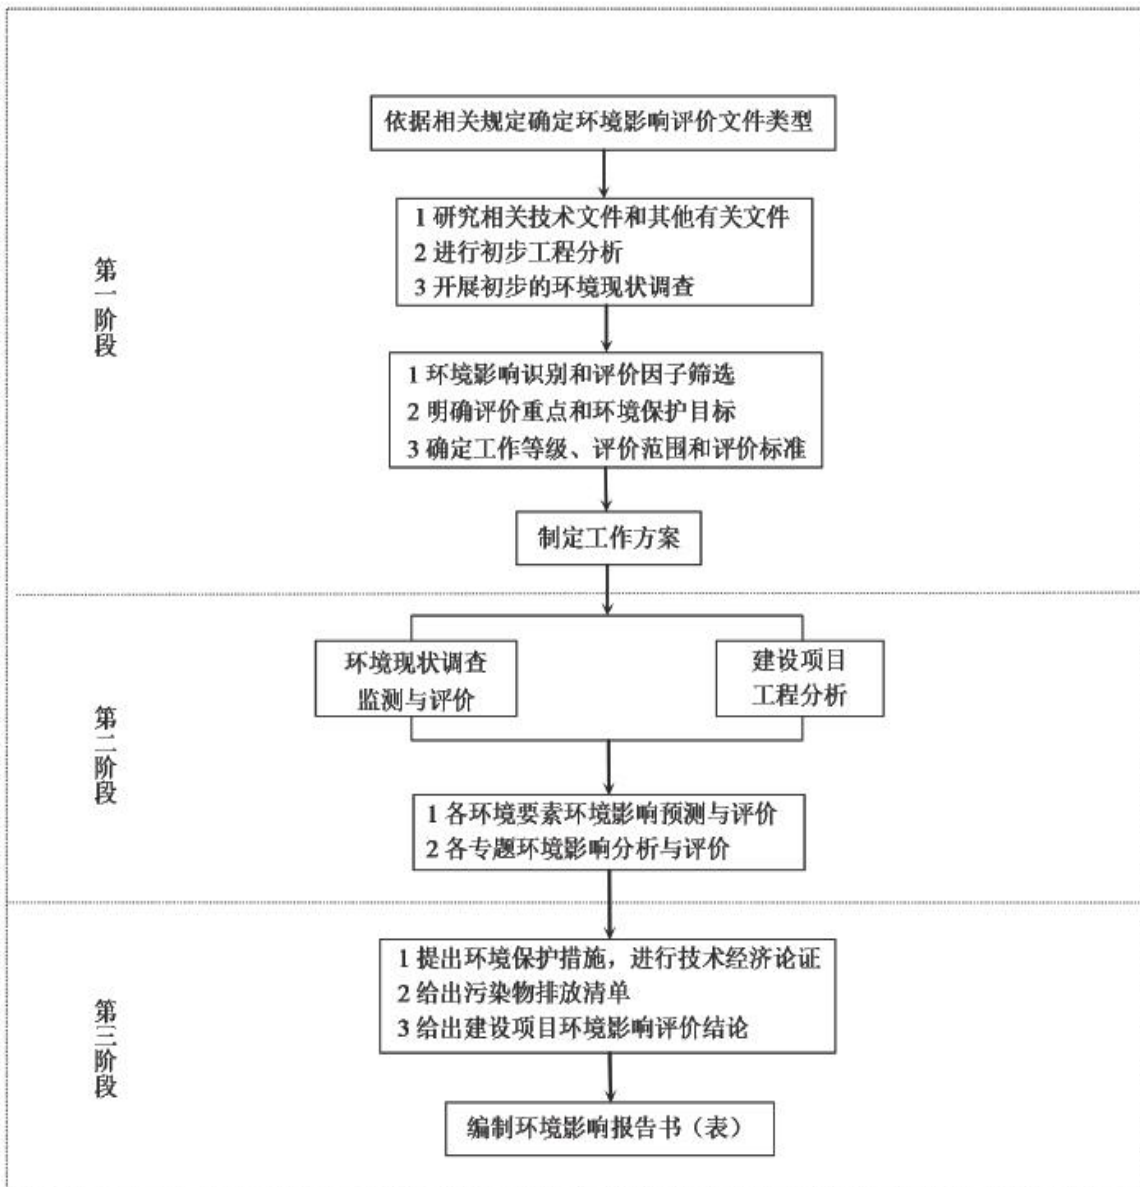 依据相关规定确定环境影响评价文件类型
第一阶段
1 研究相关技术文件和其他有关文件
2 进行初步工程分析
3 开展初步的环境现状调查
1 环境影响识别和评价因子筛选
2 明确评价重点和环境保护目标
3 确定工作等级、评价范围和评价标准
制定工作方案
第二阶段
环境现状调查
监测与评价
建设项目
工程分析
1 各环境要素环境影响预测与评价
2 各专题环境影响分析与评价
第三阶段
1 提出环境保护措施，进行技术经济论证
2 给出污染物排放清单
3 给出建设项目环境影响评价结论
编制环境影响报告书（表）